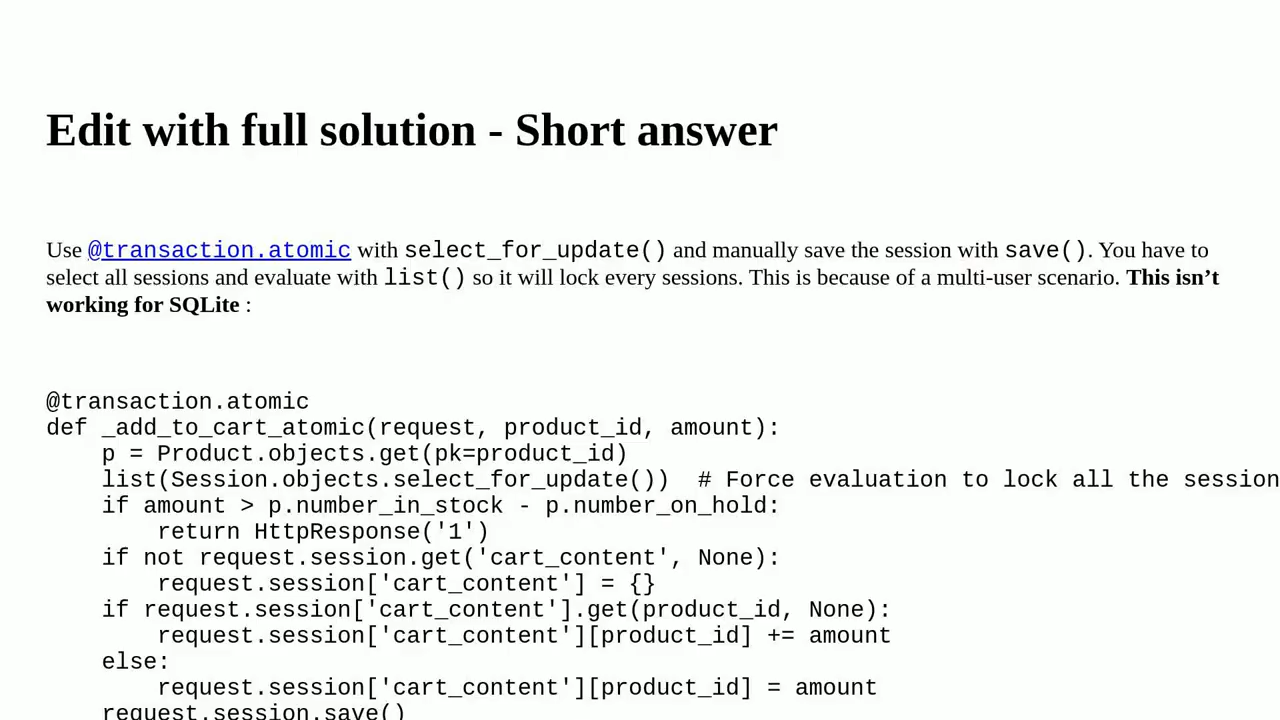 Edit with full solution - Short answer
Use @transaction.atomic with select_for_update() and manually save the session with save(). You have to
select all sessions and evaluate with list() so it will lock every sessions. This is because of a multi-user scenario. This isn’t
working for SQLite :
@transaction.atomic
def _add_to_cart_atomic(request, product_id, amount):
    p = Product.objects.get(pk=product_id)
    list(Session.objects.select_for_update())  # Force evaluation to lock all the session
    if amount > p.number_in_stock - p.number_on_hold:
        return HttpResponse('1')
    if not request.session.get('cart_content', None):
        request.session['cart_content'] = {}
    if request.session['cart_content'].get(product_id, None):
        request.session['cart_content'][product_id] += amount
    else:
        request.session['cart_content'][product_id] = amount
    request.session.save()